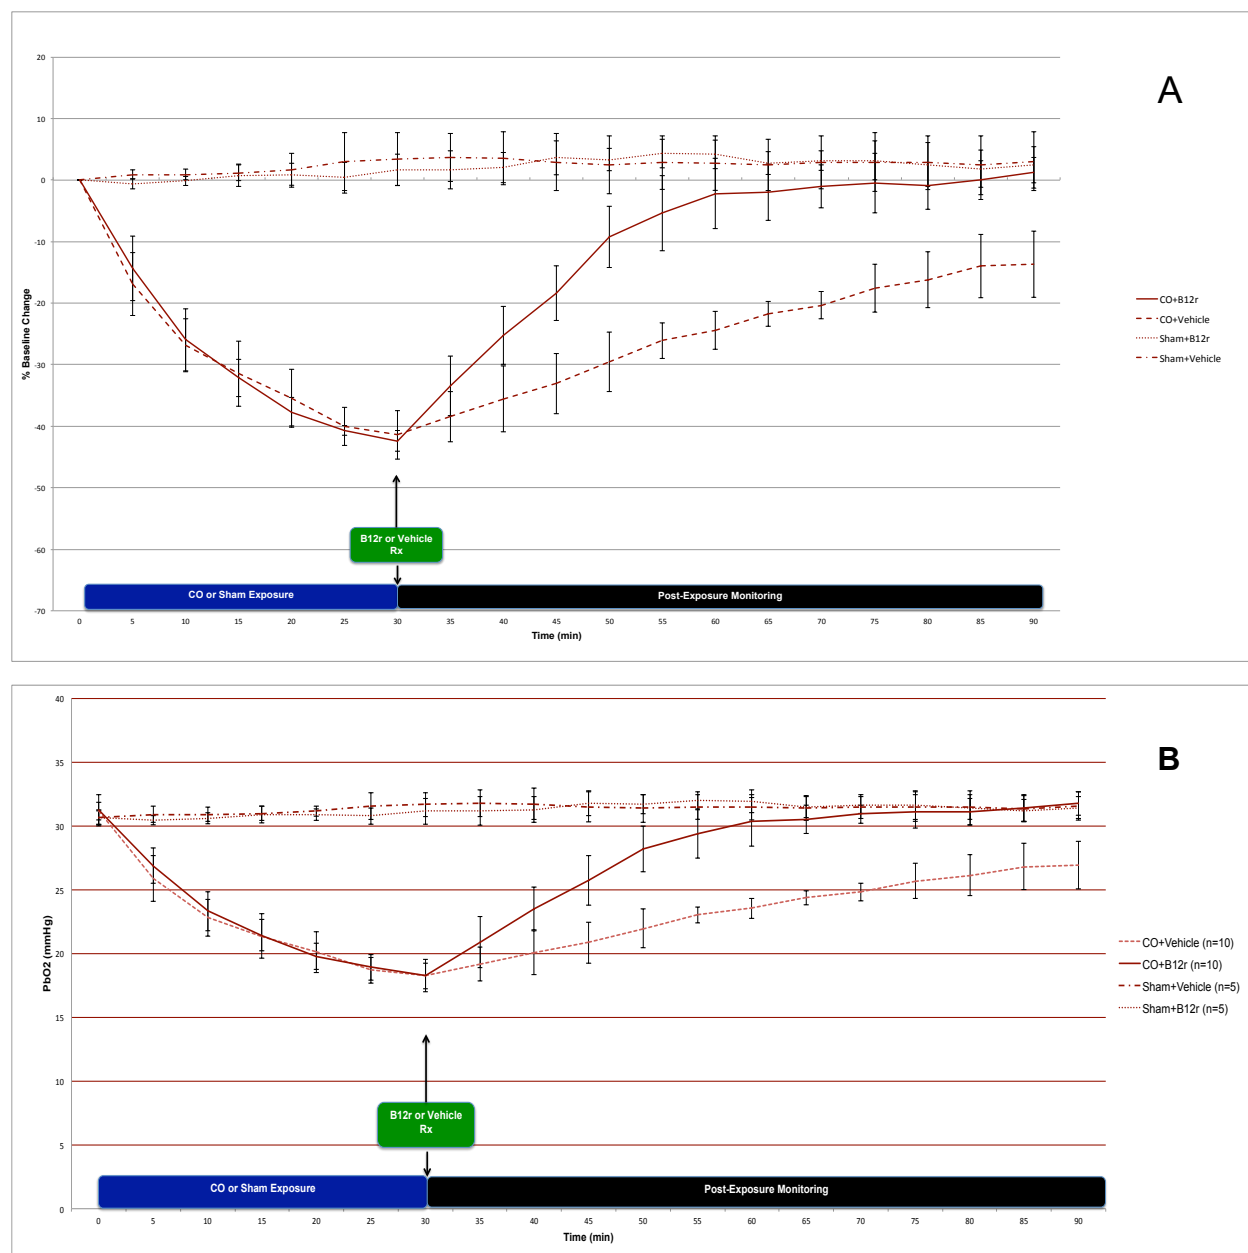 A
20
10
0
-10
-20
-30
-40
-50
-60
-70
% Baseline Change
CO+B12r
CO+Vehicle
Sham+B12r
Sham+Vehicle
B12r or Vehicle
Rx
CO or Sham Exposure
Post-Exposure Monitoring
0 5 10 15 20 25 30 35 40 45 50 55 60 65 70 75 80 85 90
Time (min)
B
40
35
30
25
20
15
10
5
0
PbO2 (mmHg)
CO+Vehicle (n=10)
CO+B12r (n=10)
Sham+Vehicle (n=5)
Sham+B12r (n=5)
B12r or Vehicle
Rx
CO or Sham Exposure
Post-Exposure Monitoring
0 5 10 15 20 25 30 35 40 45 50 55 60 65 70 75 80 85 90
Time (min)